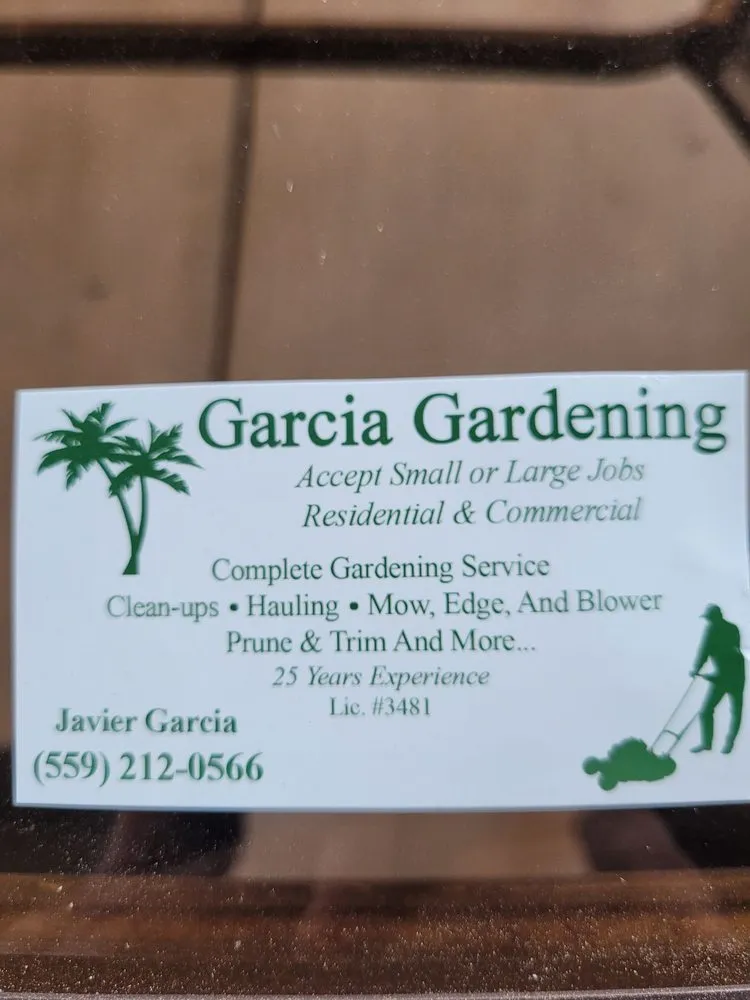 Garcia Gardening
Accept Small or Large Jobs
Residential & Commercial
Complete Gardening Service
Clean-ups • Hauling • Mow, Edge, And Blower
Prune & Trim And More...
25 Years Experience
Lic. #3481
Javier Garcia
(559) 212-0566